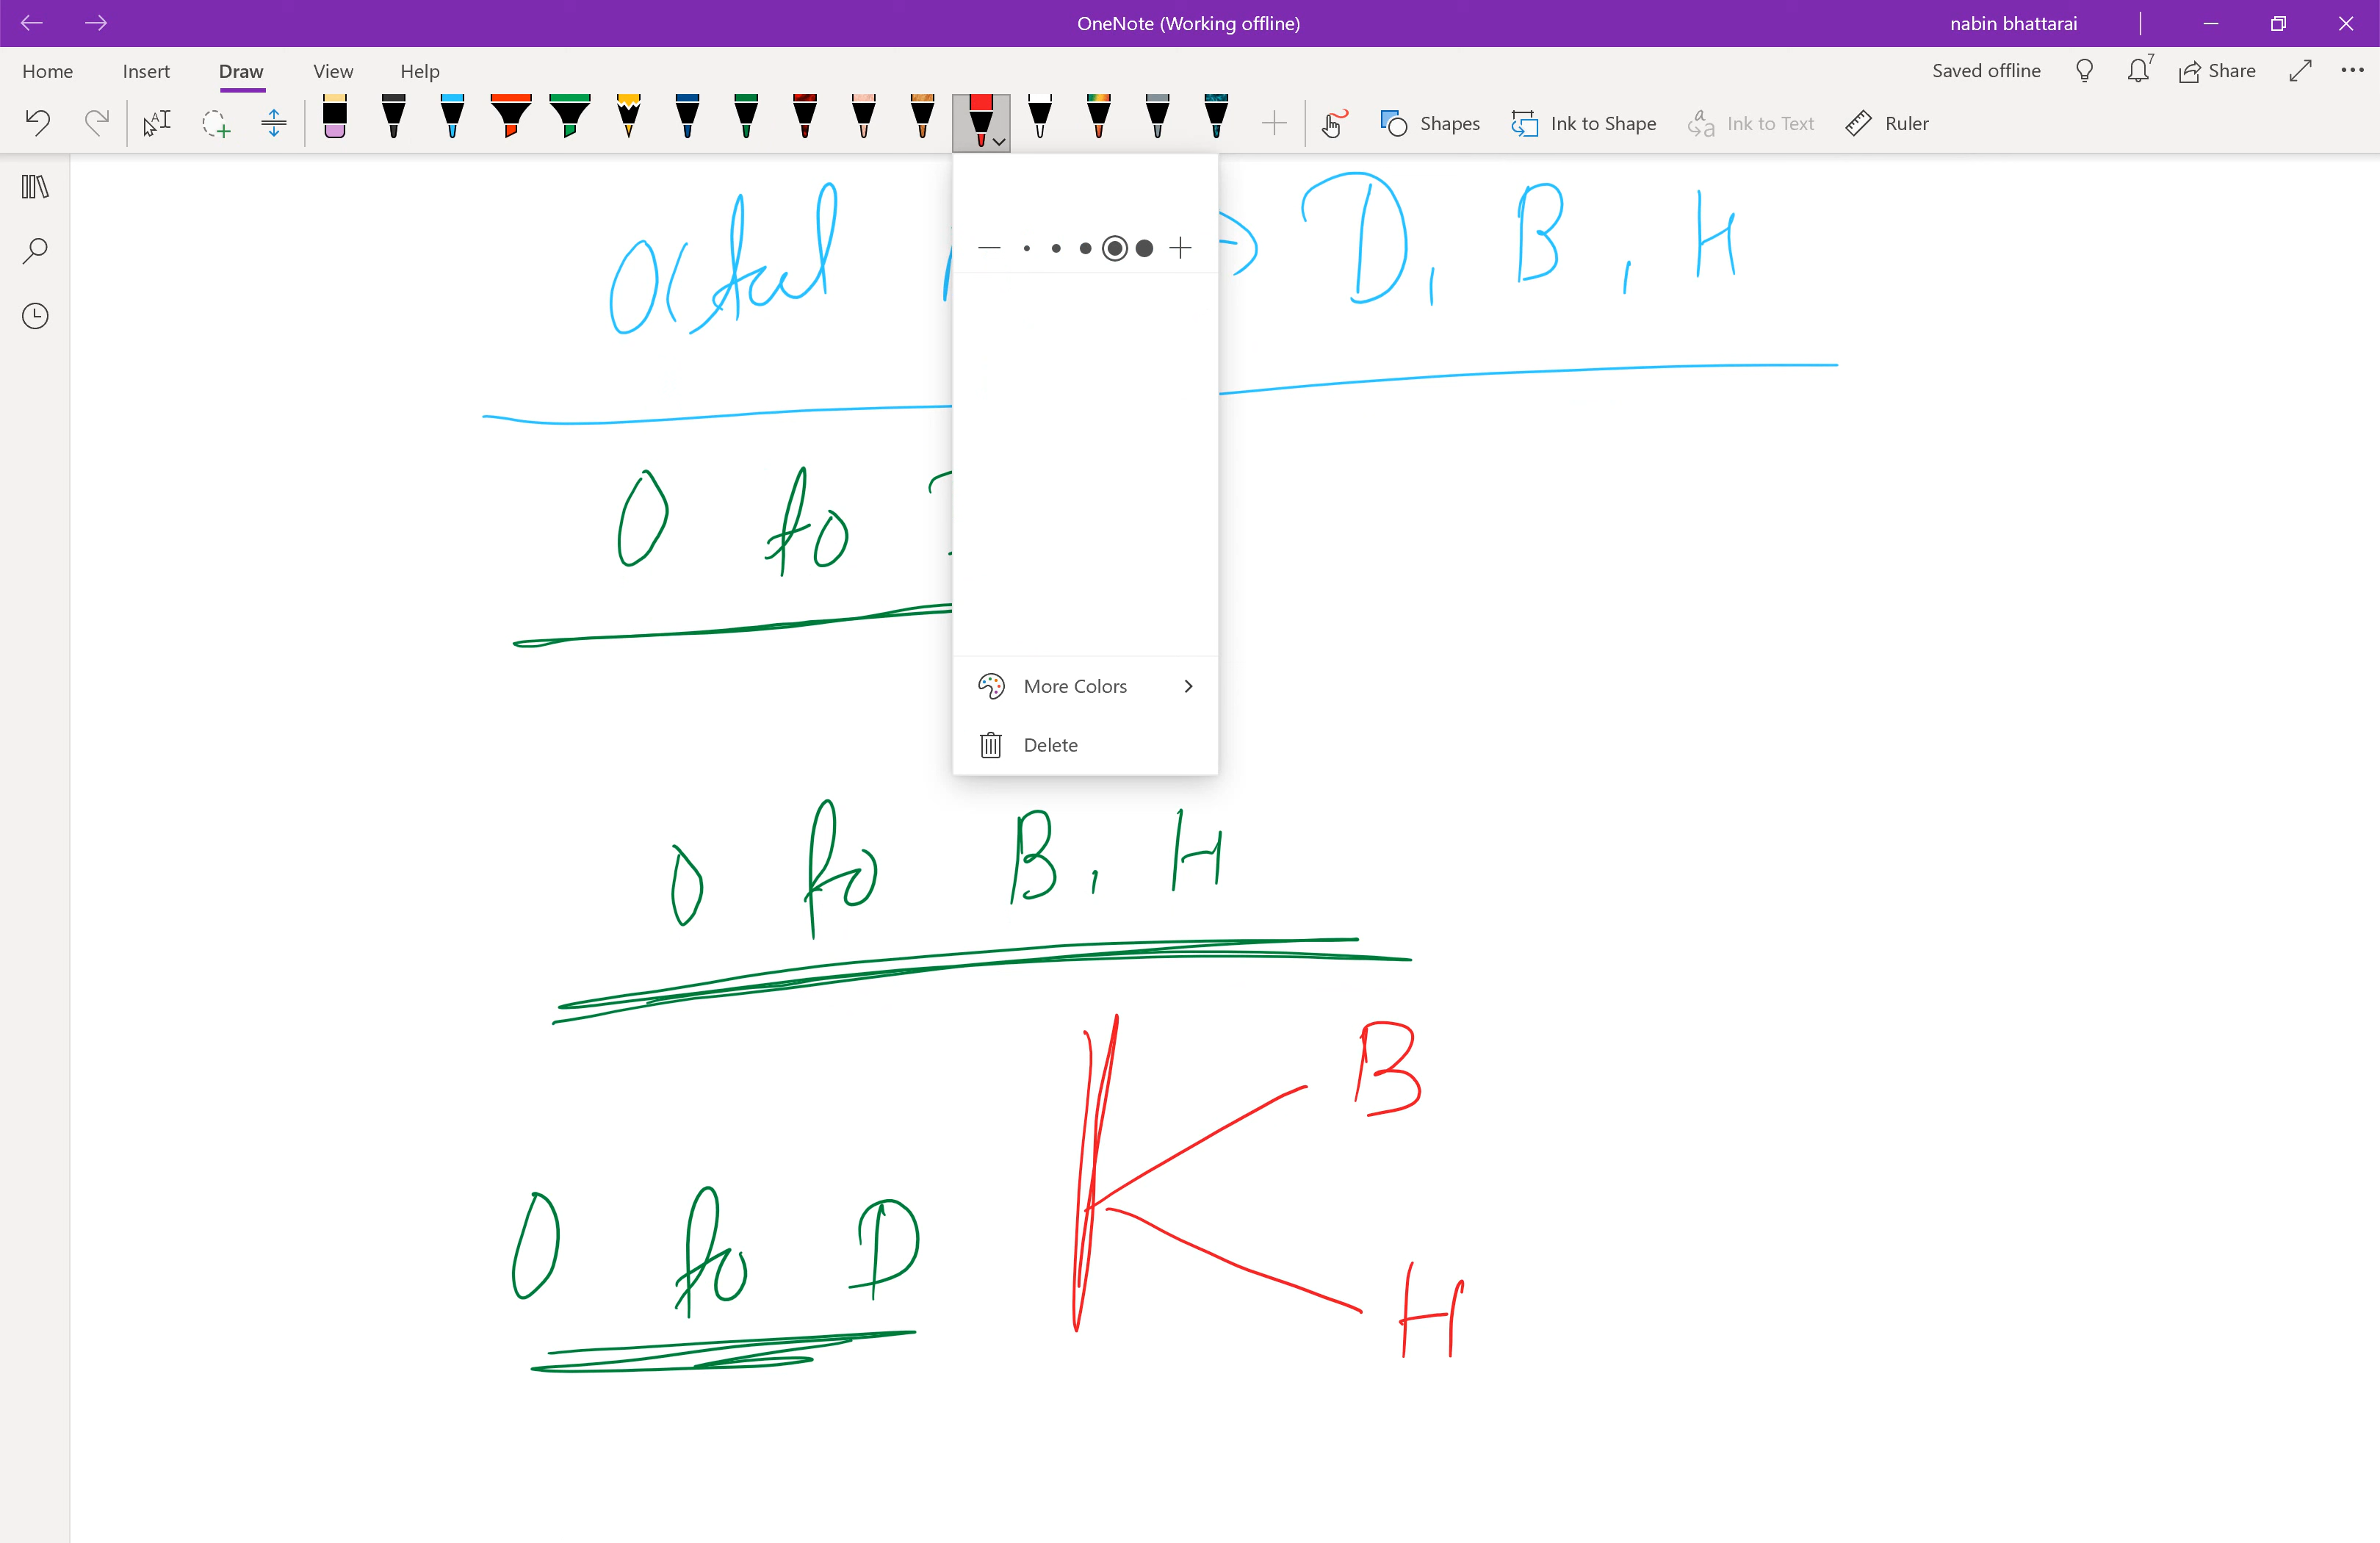 OneNote (Working offline) nabin bhattarai
Home Insert Draw View Help Saved offline 7 Share
Shapes Ink to Shape Ink to Text Ruler
octal D, B, H
O to
More Colors
Delete
O to B, H
B
O to D
H